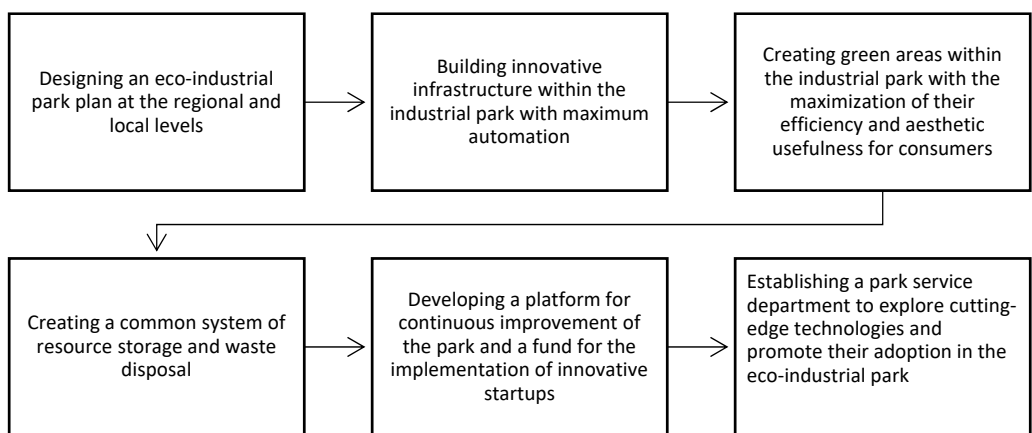 Designing an eco-industrial
park plan at the regional and
local levels
Building innovative
infrastructure within the
industrial park with maximum
automation
Creating green areas within
the industrial park with the
maximization of their
efficiency and aesthetic
usefulness for consumers
Creating a common system of
resource storage and waste
disposal
Developing a platform for
continuous improvement of
the park and a fund for the
implementation of innovative
startups
Establishing a park service
department to explore cutting-
edge technologies and
promote their adoption in the
eco-industrial park